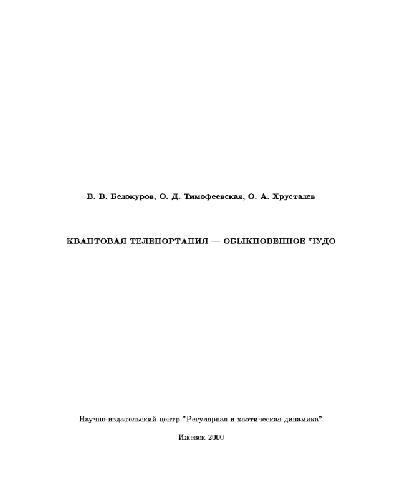 В. В. Белокуров, О. Д. Тимофеевская, О. А. Хрусталев
КВАНТОВАЯ ТЕЛЕПОРТАЦИЯ — ОБЫКНОВЕННОЕ ЧУДО
Научно-издательский центр "Регулярная и хаотическая динамика"
Ижевск 2000